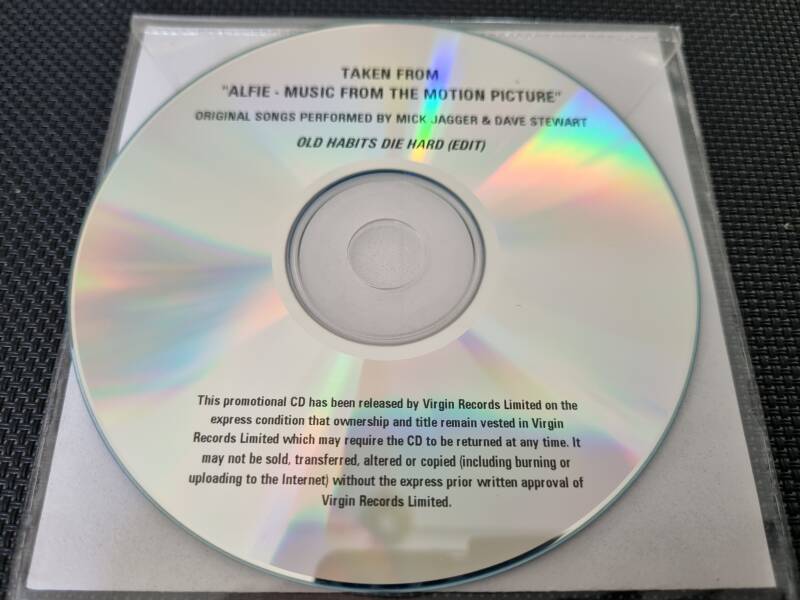 TAKEN FROM
"ALFIE - MUSIC FROM THE MOTION PICTURE"
ORIGINAL SONGS PERFORMED BY MICK JAGGER & DAVE STEWART
OLD HABITS DIE HARD (EDIT)
This promotional CD has been released by Virgin Records Limited on the
express condition that ownership and title remain vested in Virgin
Records Limited which may require the CD to be returned at any time. It
may not be sold, transferred, altered or copied (including burning or
uploading to the Internet) without the express prior written approval of
Virgin Records Limited.